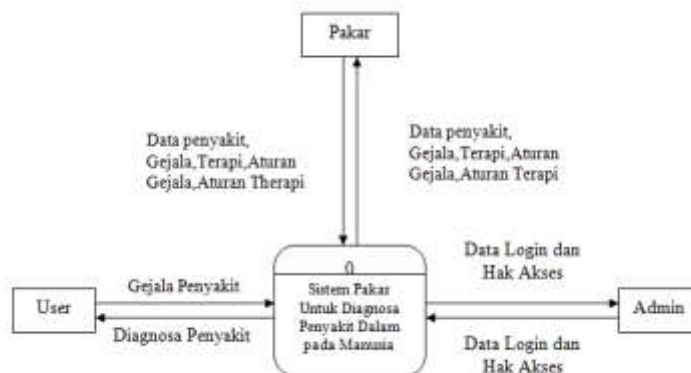 Pakar
Data penyakit,
Gejala,Terapi,Aturan
Gejala,Aturan Therapi
Data penyakit,
Gejala,Terapi,Aturan
Gejala,Aturan Terapi
User
Gejala Penyakit
Diagnosa Penyakit
0
Sistem Pakar
Untuk Diagnosa
Penyakit Dalam
pada Manusia
Data Login dan
Hak Akses
Data Login dan
Hak Akses
Admin